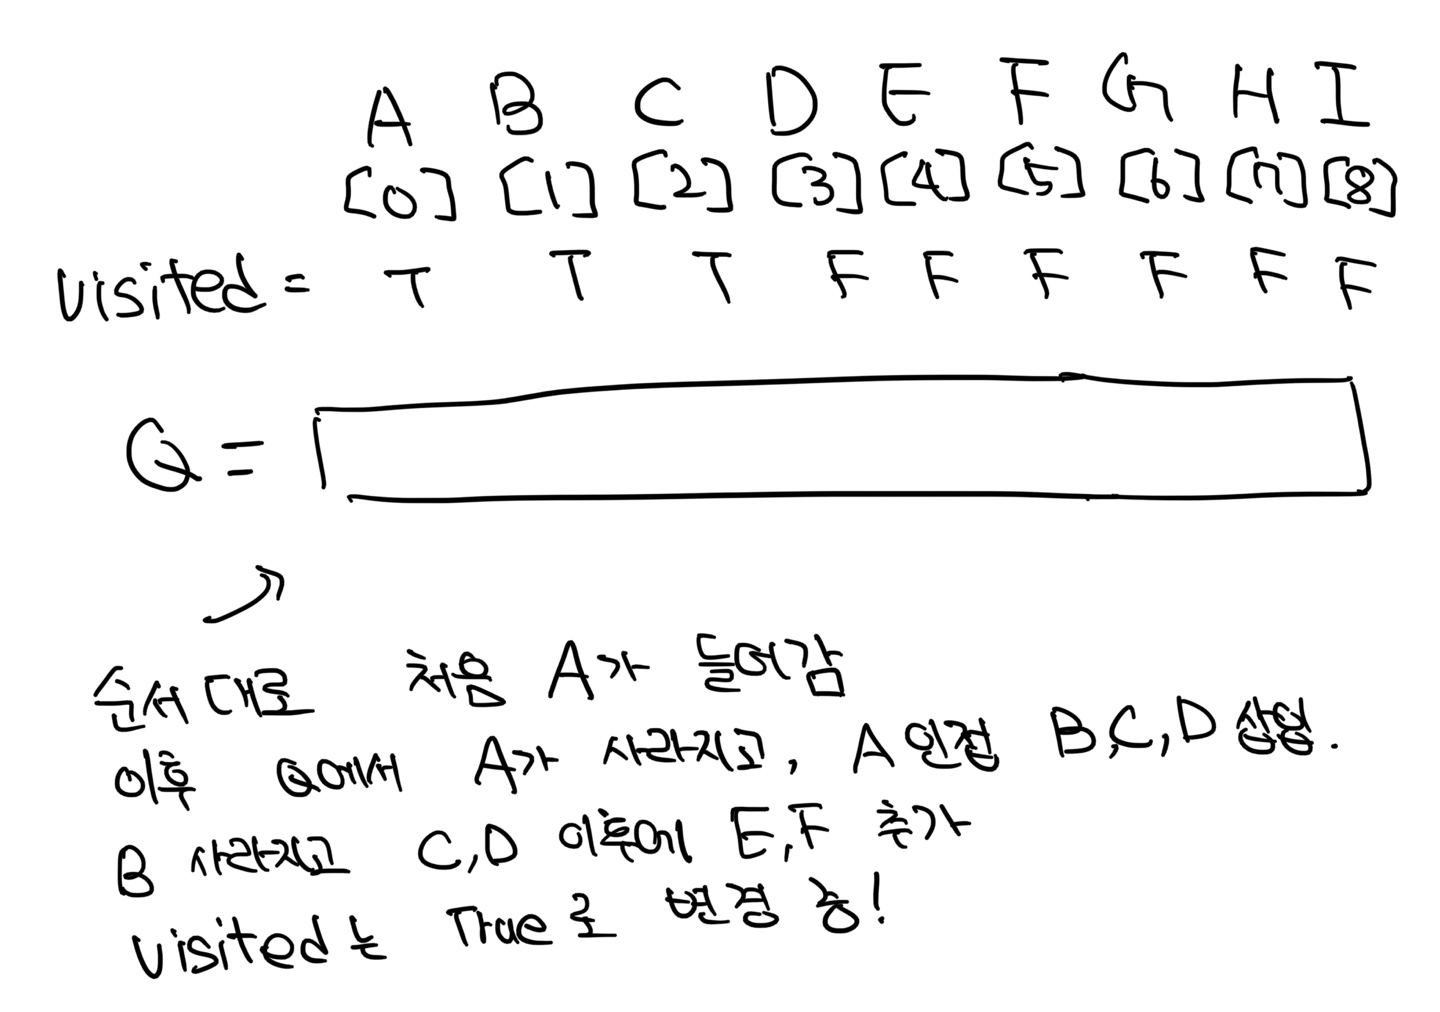 A B C D E F G H I
[0] [1] [2] [3] [4] [5] [6] [7] [8]
visited = T T T F F F F F F
Q =
순서대로 처음 A가 들어감
이후 Q에서 A가 사라지고, A 인접 B,C,D 삽입.
B 사라지고 C,D 이후에 E,F 추가
visited는 True로 변경 중!